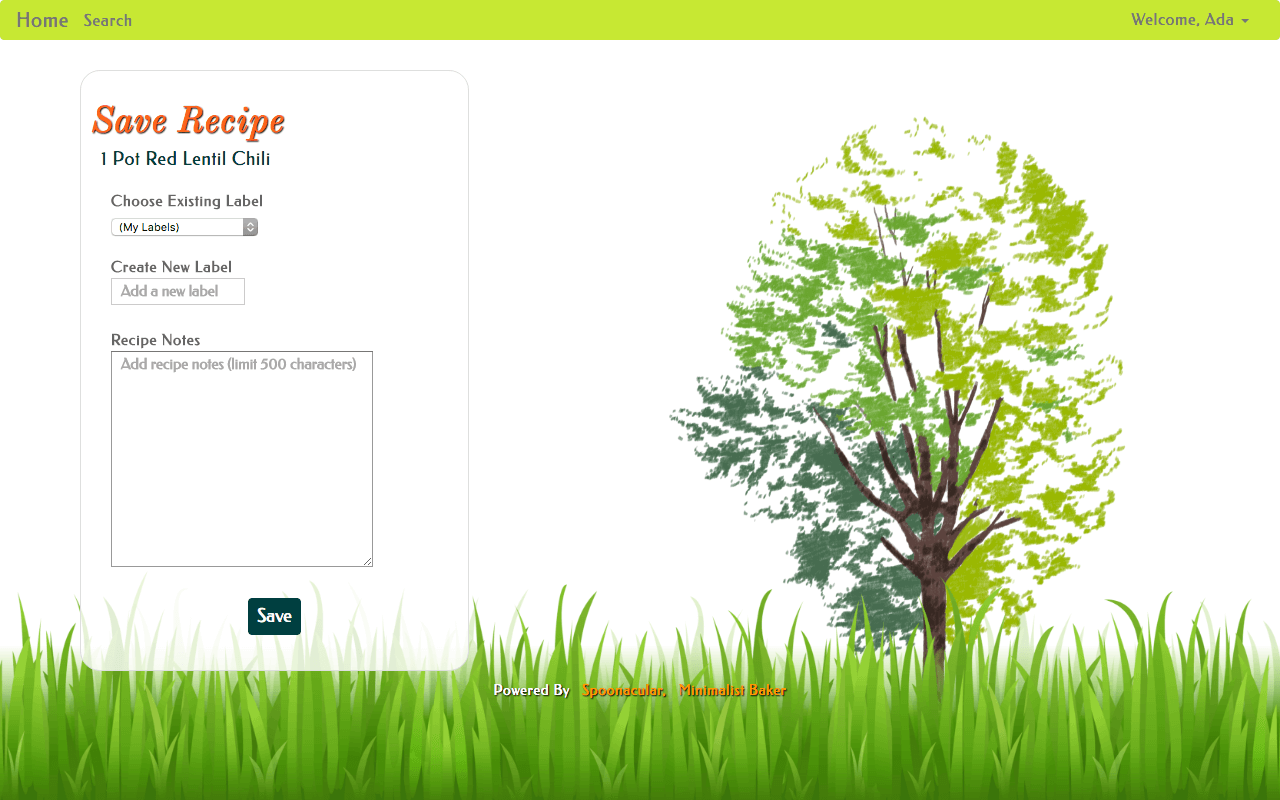 Home Search Welcome, Ada
Save Recipe
1 Pot Red Lentil Chili
Choose Existing Label
(My Labels)
Create New Label
Add a new label
Recipe Notes
Add recipe notes (limit 500 characters)
Save
Powered By Spoonacular, Minimalist Baker